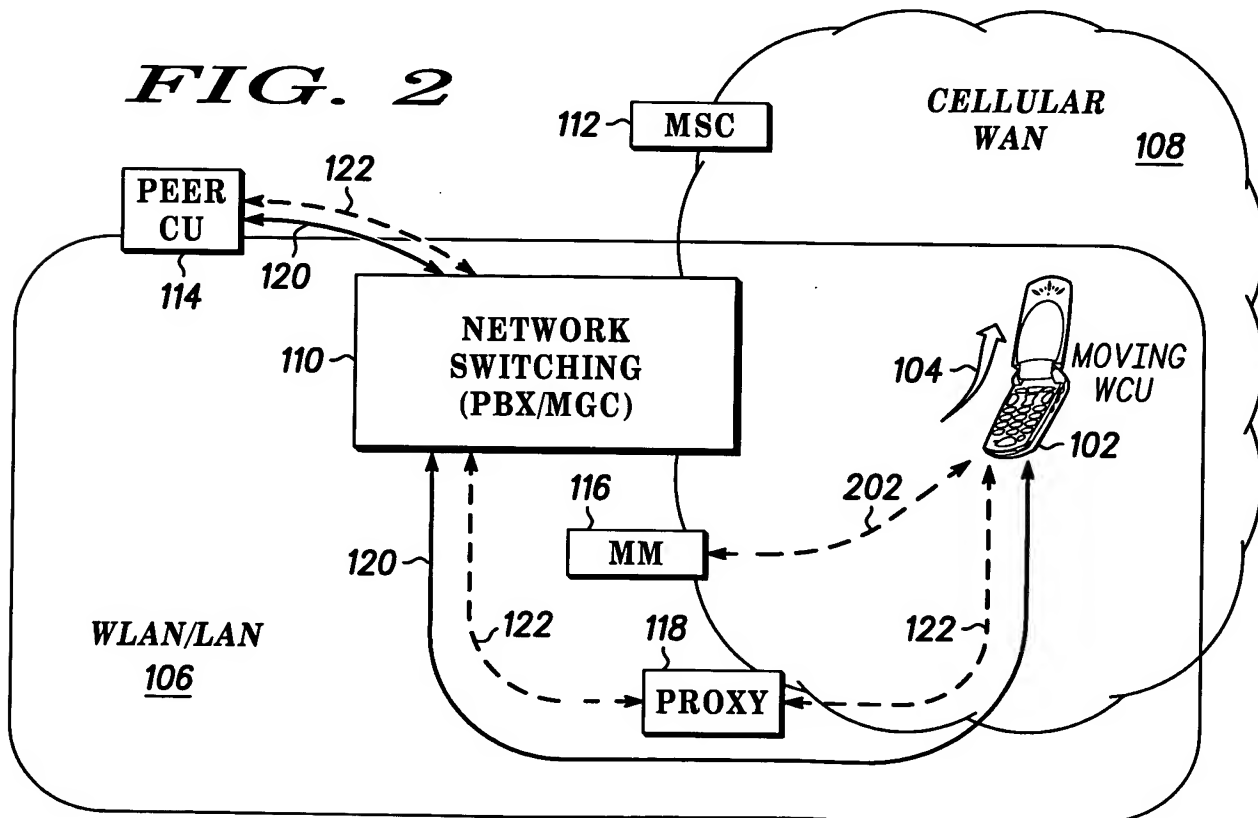 FIG. 2
CELLULAR
WAN
108
112
MSC
PEER
CU
114
122
120
110
NETWORK
SWITCHING
(PBX/MGC)
104
MOVING
WCU
102
202
116
MM
120
122
118
PROXY
122
WLAN/LAN
106